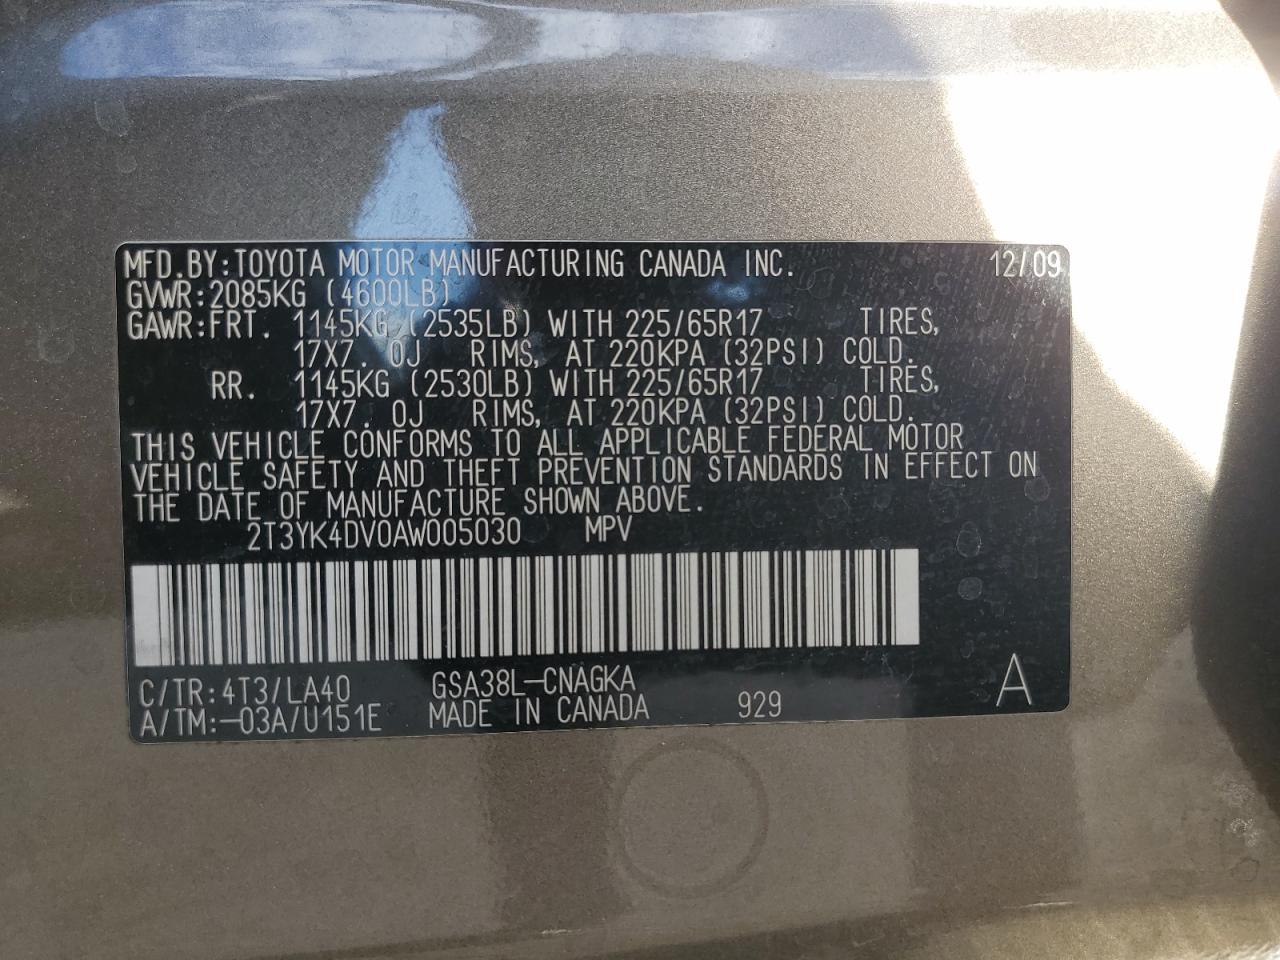 MFD.BY:TOYOTA MOTOR MANUFACTURING CANADA INC. 12/09
GVWR:2085KG (4600LB)
GAWR:FRT. 1145KG (2535LB) WITH 225/65R17 TIRES,
17X7. 0J RIMS, AT 220KPA (32PSI) COLD.
RR. 1145KG (2530LB) WITH 225/65R17 TIRES,
17X7. 0J RIMS, AT 220KPA (32PSI) COLD.
THIS VEHICLE CONFORMS TO ALL APPLICABLE FEDERAL MOTOR
VEHICLE SAFETY AND THEFT PREVENTION STANDARDS IN EFFECT ON
THE DATE OF MANUFACTURE SHOWN ABOVE.
2T3YK4DV0AW005030 MPV
C/TR:4T3/LA40 GSA38L-CNAGKA
A/TM:-03A/U151E MADE IN CANADA 929 A